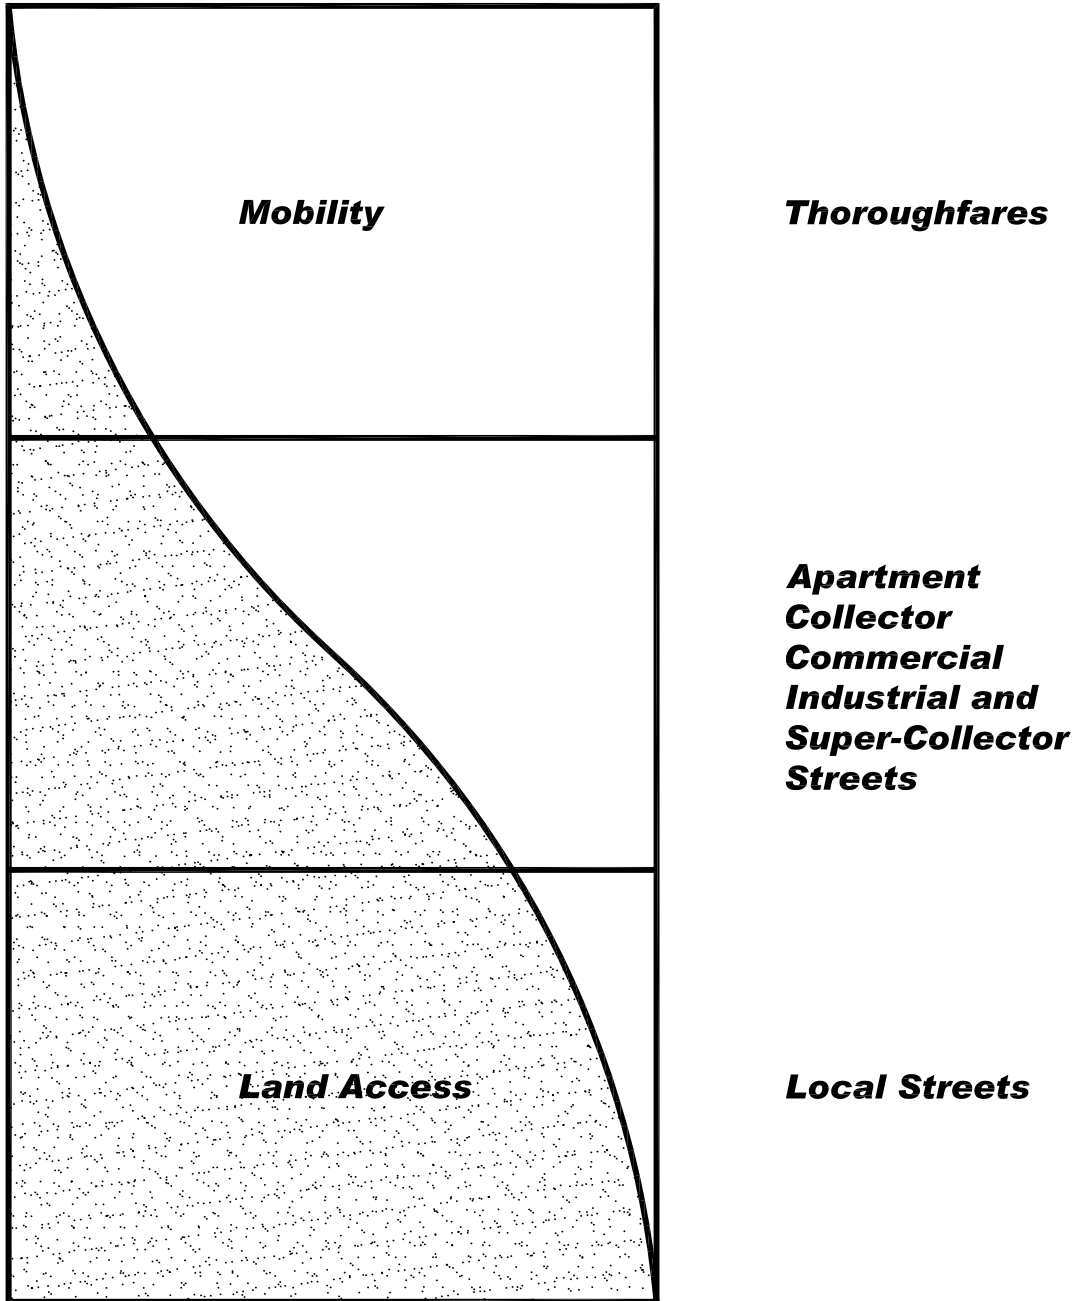 Mobility
Thoroughfares
Apartment
Collector
Commercial
Industrial and
Super-Collector
Streets
Land Access
Local Streets